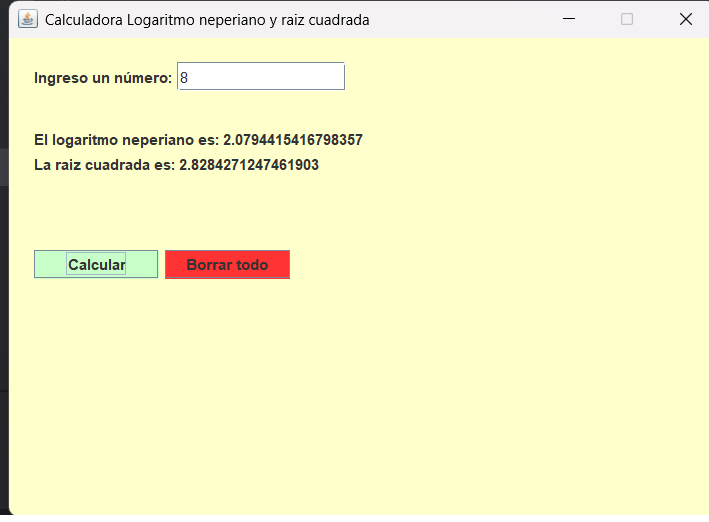 Calculadora Logaritmo neperiano y raiz cuadrada
Ingreso un número: 8
El logaritmo neperiano es: 2.0794415416798357
La raiz cuadrada es: 2.8284271247461903
Calcular Borrar todo